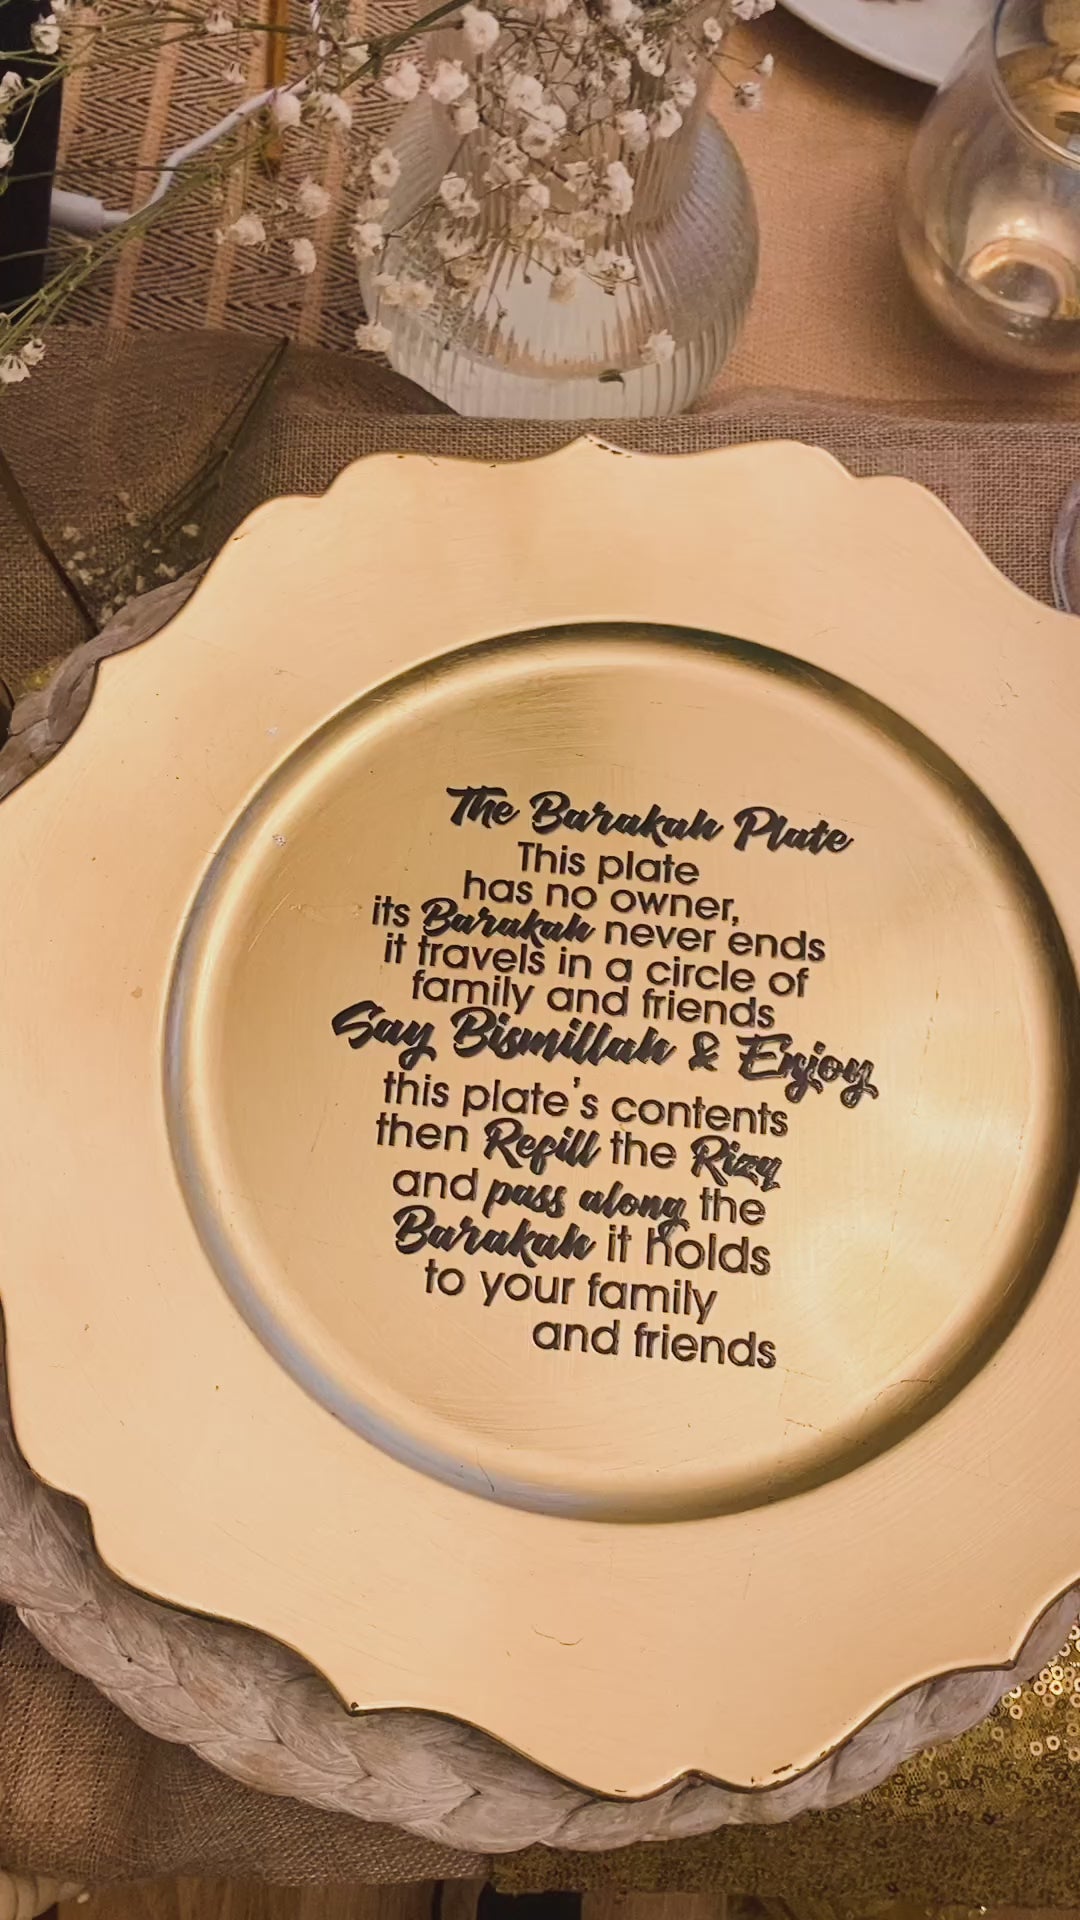 The Barakah Plate
This plate
has no owner,
its Barakah never ends
it travels in a circle of
family and friends
Say Bismillah & Enjoy
this plate's contents
then Refill the Rizq
and pass along the
Barakah it holds
to your family
and friends